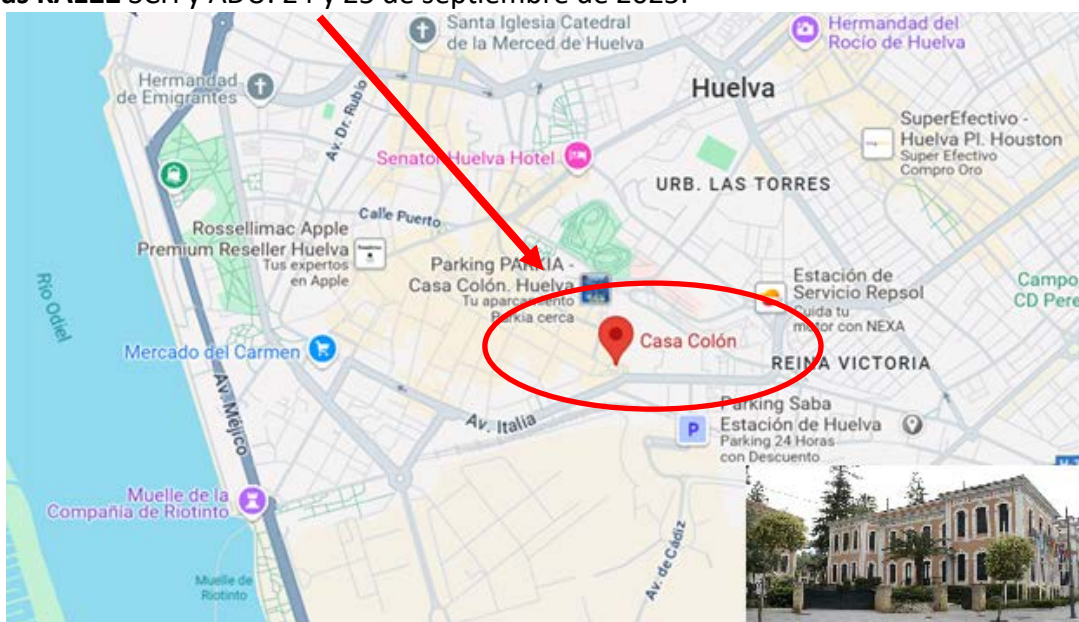 24 y 25 de septiembre de 2025.
Santa Iglesia Catedral
de la Merced de Huelva
Hermandad del
Rocío de Huelva
Hermandad
de Emigrantes
Huelva
Av. Dr. Rubio
SuperEfectivo -
Huelva Pl. Houston
Super Efectivo
Compro Oro
Senator Huelva Hotel
URB. LAS TORRES
Calle Puerto
Rossellimac Apple
Premium Reseller Huelva
Tus expertos
en Apple
Parking PARKIA -
Casa Colón. Huelva
Tu aparcamiento
Parkia cerca
Estación de
Servicio Repsol
Cuida tu
motor con NEXA
Campo
CD Pere
Río Odiel
Casa Colón
Mercado del Carmen
REINA VICTORIA
Av. Méjico
Av. Italia
Parking Saba
Estación de Huelva
Parking 24 Horas
con Descuento
P
Muelle de la
Compañía de Riotinto
Av. de Cádiz
Muelle de
Riotinto